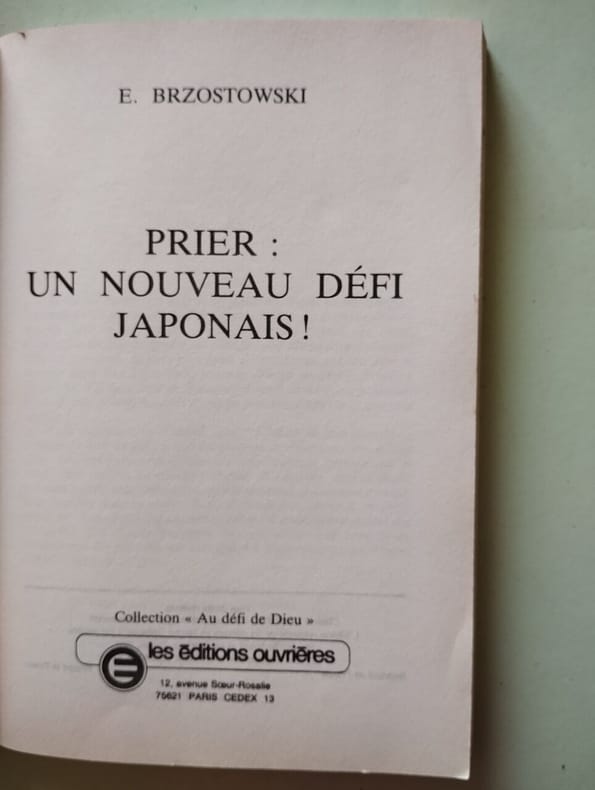 E. BRZOSTOWSKI
PRIER :
UN NOUVEAU DÉFI
JAPONAIS !
Collection « Au défi de Dieu »
les éditions ouvrières
12, avenue Sœur-Rosalie
75621 PARIS CEDEX 13